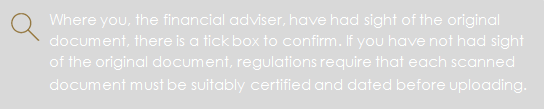 Where you, the financial adviser, have had sight of the original
document, there is a tick box to confirm. If you have not had sight
of the original document, regulations require that each scanned
document must be suitably certified and dated before uploading.